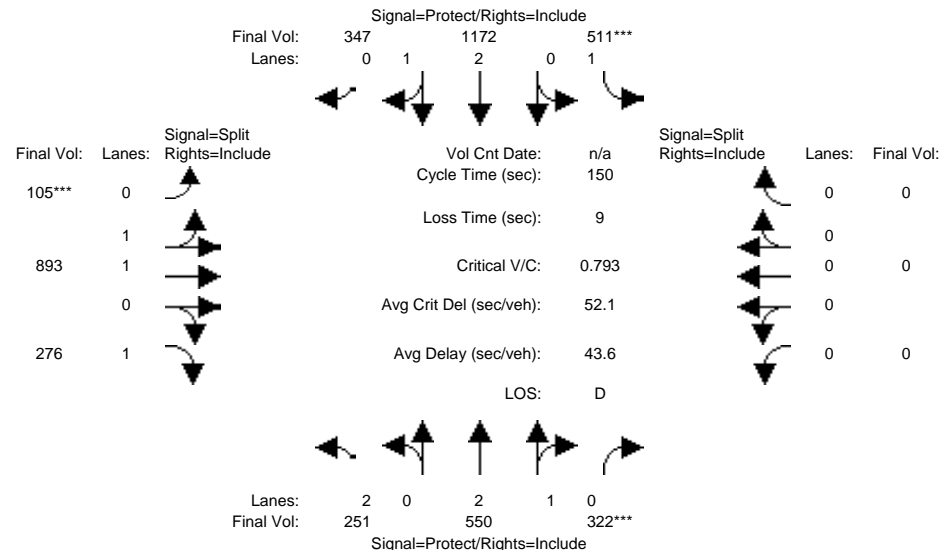 Signal=Protect/Rights=Include
Final Vol: 347 1172 511***
Lanes: 0 1 2 0 1
Signal=Split Signal=Split
Final Vol: Lanes: Rights=Include Vol Cnt Date: n/a Rights=Include Lanes: Final Vol:
Cycle Time (sec): 150
105*** 0 0 0
Loss Time (sec): 9
1 0
893 1 Critical V/C: 0.793 0 0
0 Avg Crit Del (sec/veh): 52.1 0
276 1 Avg Delay (sec/veh): 43.6 0 0
LOS: D
Lanes: 2 0 2 1 0
Final Vol: 251 550 322***
Signal=Protect/Rights=Include